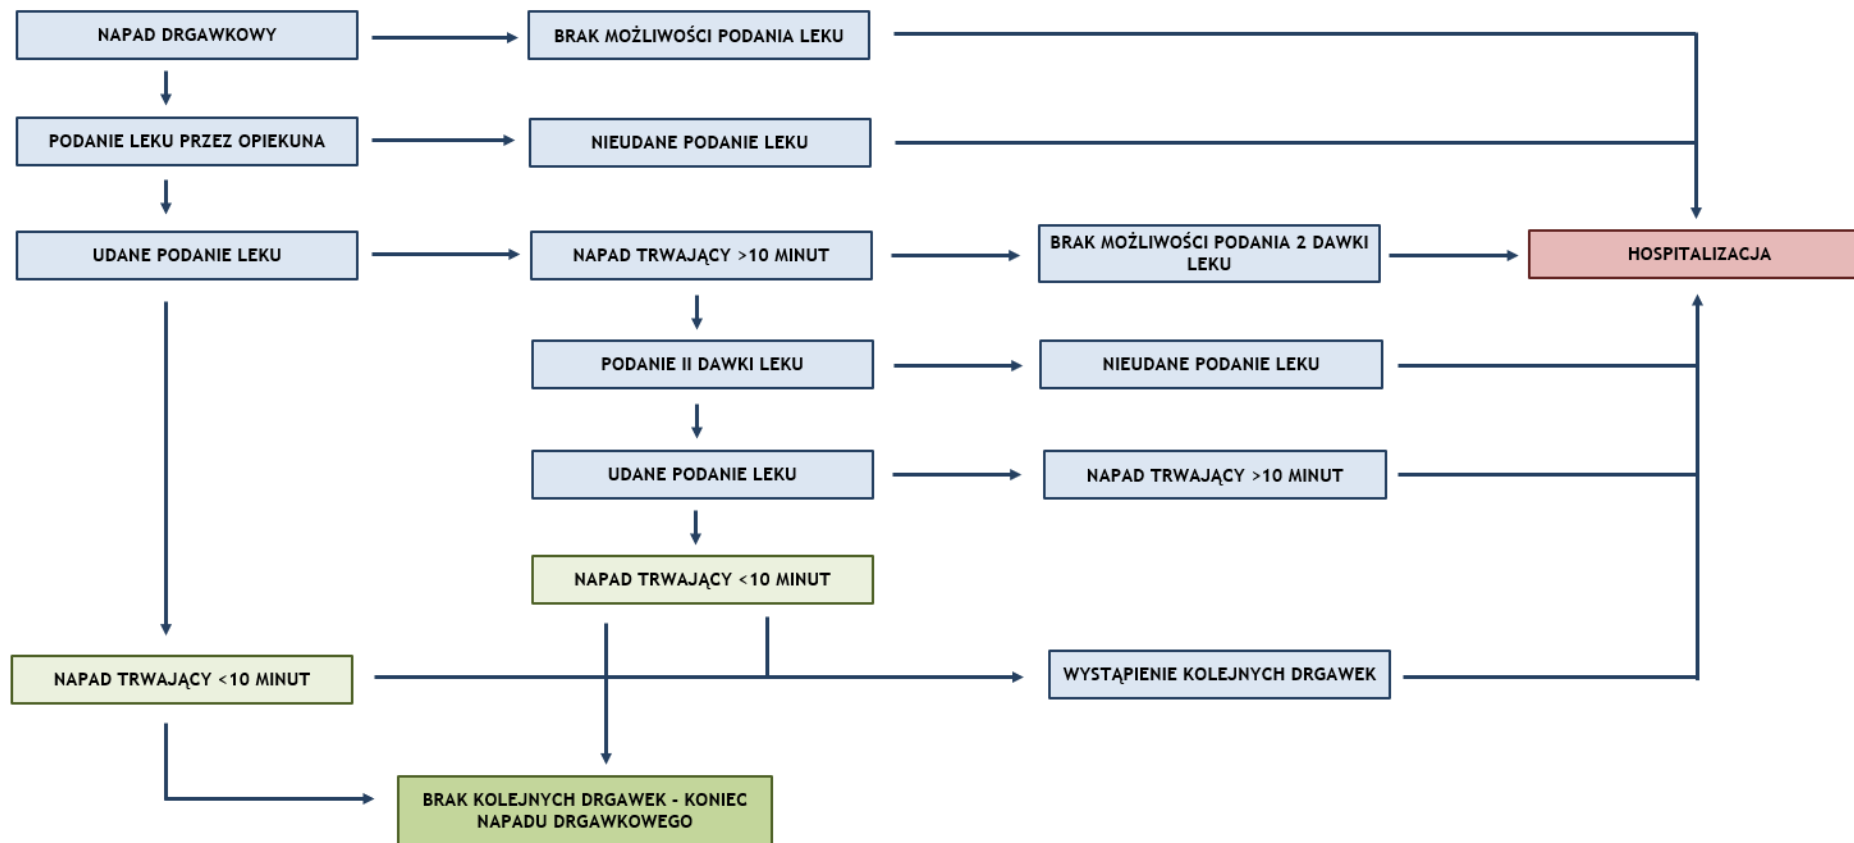 NAPAD DRGAWKOWY
BRAK MOŻLIWOŚCI PODANIA LEKU
PODANIE LEKU PRZEZ OPIEKUNA
NIEUDANE PODANIE LEKU
UDANE PODANIE LEKU
NAPAD TRWAJĄCY >10 MINUT
BRAK MOŻLIWOŚCI PODANIA 2 DAWKI
LEKU
HOSPITALIZACJA
PODANIE II DAWKI LEKU
NIEUDANE PODANIE LEKU
UDANE PODANIE LEKU
NAPAD TRWAJĄCY >10 MINUT
NAPAD TRWAJĄCY <10 MINUT
NAPAD TRWAJĄCY <10 MINUT
WYSTĄPIENIE KOLEJNYCH DRGAWEK
BRAK KOLEJNYCH DRGAWEK - KONIEC
NAPADU DRGAWKOWEGO